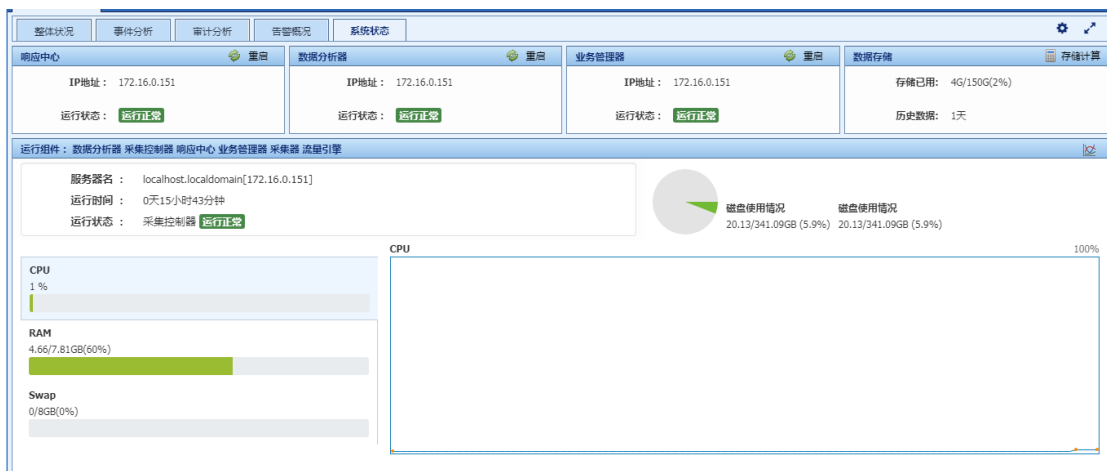 整体状况 事件分析 审计分析 告警概况 系统状态
响应中心 重启 数据分析器 重启 业务管理器 重启 数据存储 存储计算
IP地址： 172.16.0.151 IP地址： 172.16.0.151 IP地址： 172.16.0.151 存储已用： 4G/150G(2%)
运行状态： 运行正常 运行状态： 运行正常 运行状态： 运行正常 历史数据： 1天
运行组件： 数据分析器 采集控制器 响应中心 业务管理器 采集器 流量引擎
服务器名 ： localhost.localdomain[172.16.0.151]
运行时间 ： 0天15小时43分钟
运行状态 ： 采集控制器 运行正常
磁盘使用情况 磁盘使用情况
20.13/341.09GB (5.9%) 20.13/341.09GB (5.9%)
CPU 100%
CPU
1 %
RAM
4.66/7.81GB(60%)
Swap
0/8GB(0%)